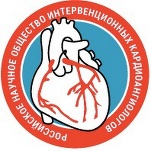 РОССИЙСКОЕ НАУЧНОЕ ОБЩЕСТВО ИНТЕРВЕНЦИОННЫХ КАРДИОАНГИОЛОГОВ